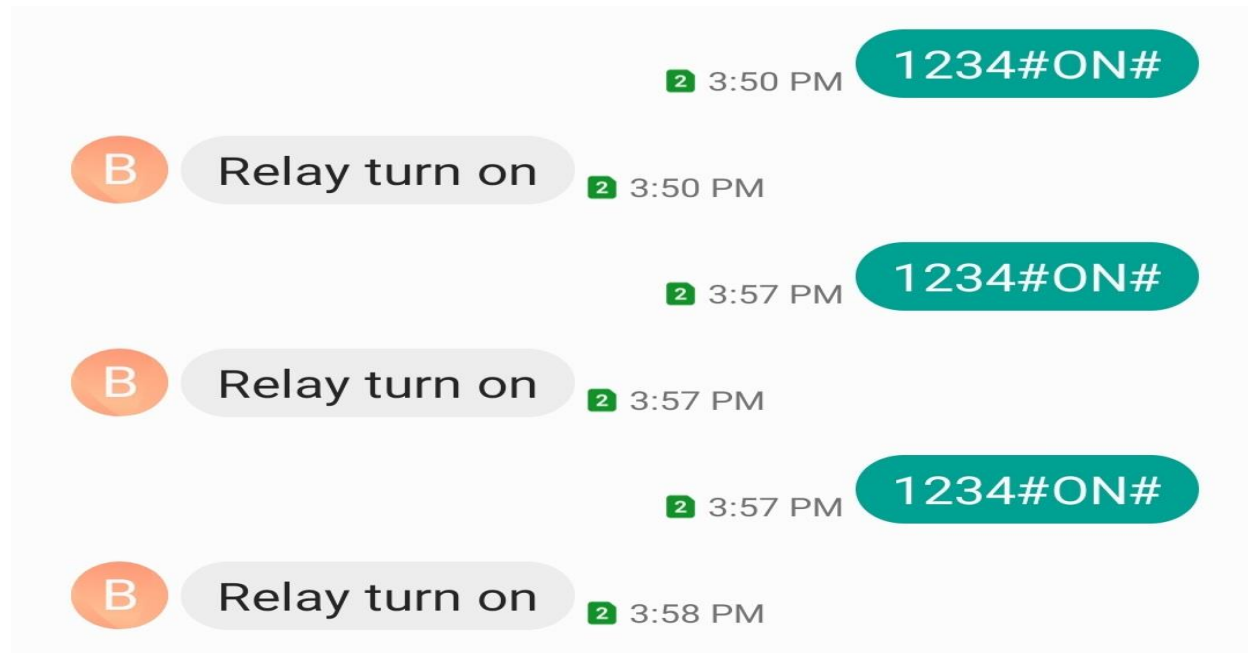 2 3:50 PM 1234#ON#
B Relay turn on 2 3:50 PM
2 3:57 PM 1234#ON#
B Relay turn on 2 3:57 PM
2 3:57 PM 1234#ON#
B Relay turn on 2 3:58 PM